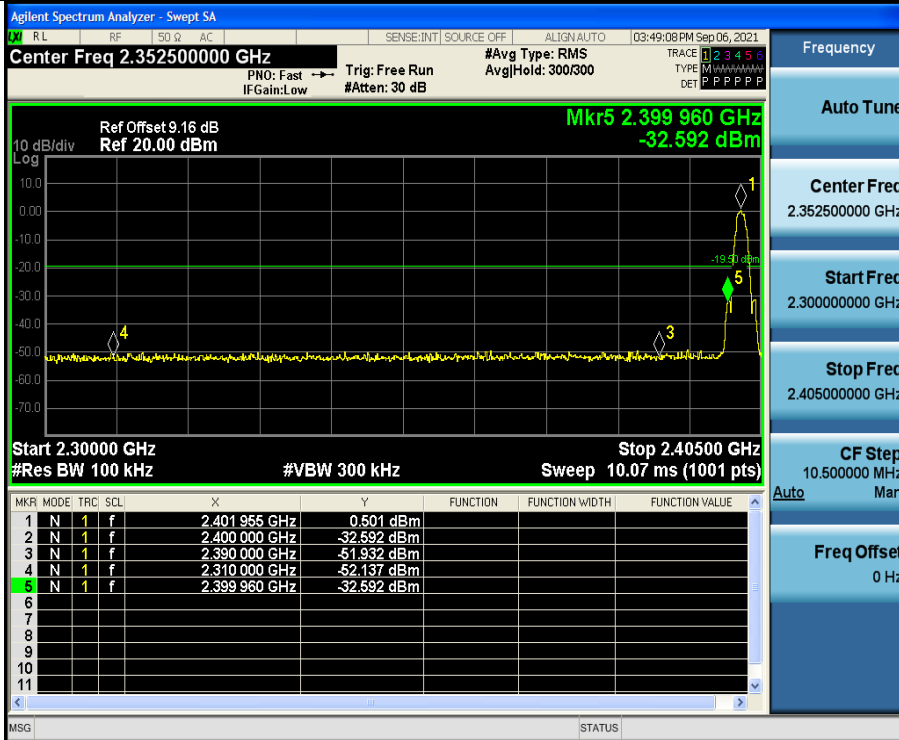 Agilent Spectrum Analyzer - Swept SA
LXI RL RF 50 Ω AC SENSE:INT SOURCE OFF ALIGN AUTO 03:49:08 PM Sep 06, 2021
Center Freq 2.352500000 GHz
PNO: Fast
IFGain:Low
Trig: Free Run
#Atten: 30 dB
#Avg Type: RMS
Avg|Hold: 300/300
TRACE 1 2 3 4 5 6
TYPE M
DET P P P P P P
Mkr5 2.399 960 GHz
-32.592 dBm
Ref Offset 9.16 dB
10 dB/div Ref 20.00 dBm
Log
10.0
0.00
-10.0
-20.0
-30.0
-40.0
-50.0
-60.0
-70.0
1
-19.50 dBm
5
4
3
Start 2.30000 GHz Stop 2.40500 GHz
#Res BW 100 kHz #VBW 300 kHz Sweep 10.07 ms (1001 pts)
MKR MODE TRC SCL X Y FUNCTION FUNCTION WIDTH FUNCTION VALUE
1 N 1 f 2.401 955 GHz 0.501 dBm
2 N 1 f 2.400 000 GHz -32.592 dBm
3 N 1 f 2.390 000 GHz -51.932 dBm
4 N 1 f 2.310 000 GHz -52.137 dBm
5 N 1 f 2.399 960 GHz -32.592 dBm
6
7
8
9
10
11
MSG STATUS
Frequency
Auto Tune
Center Freq
2.352500000 GHz
Start Freq
2.300000000 GHz
Stop Freq
2.405000000 GHz
CF Step
10.500000 MHz
Auto Man
Freq Offset
0 Hz